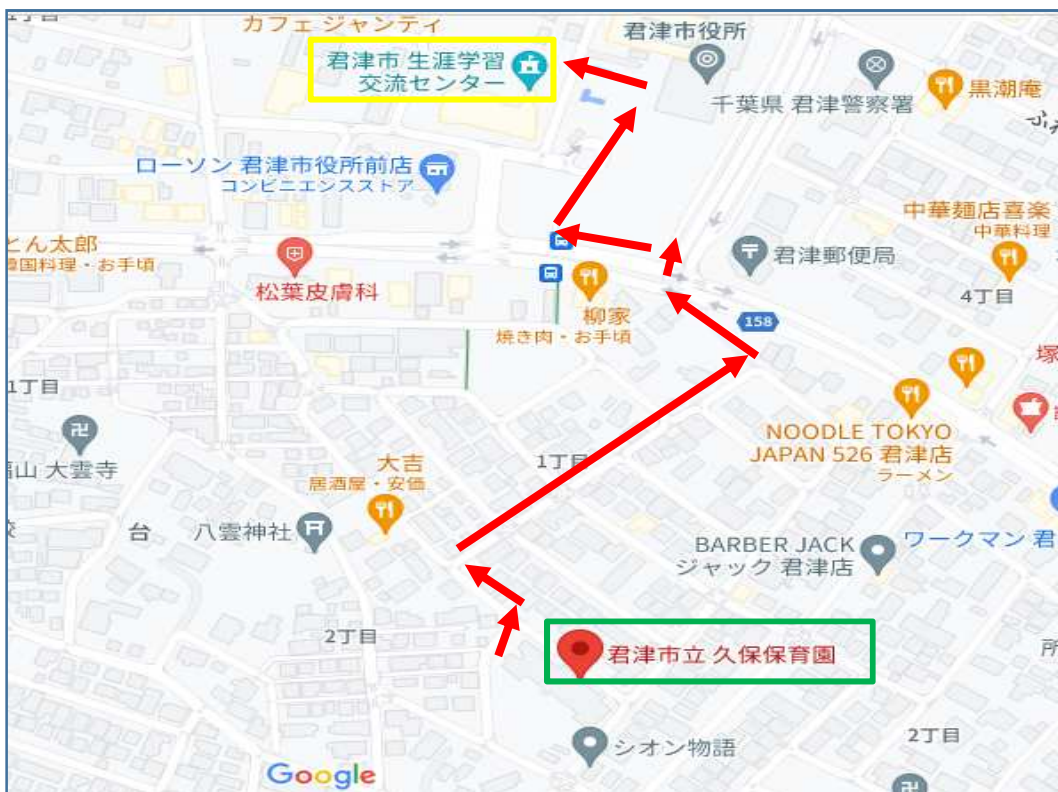 カフェ ジャンティ
君津市役所
君津市 生涯学習
交流センター
千葉県 君津警察署
黒潮庵
ローソン 君津市役所前店
コンビニエンスストア
中華麺店喜楽
中華料理
とん太郎
韓国料理・お手頃
君津郵便局
松葉皮膚科
4丁目
柳家
焼き肉・お手頃
158
塚
1丁目
NOODLE TOKYO
JAPAN 526 君津店
ラーメン
山 大雲寺
大吉
居酒屋・安価
1丁目
台
八雲神社
BARBER JACK
ジャック 君津店
ワークマン 君
2丁目
君津市立 久保保育園
所
シオン物語
2丁目
Google